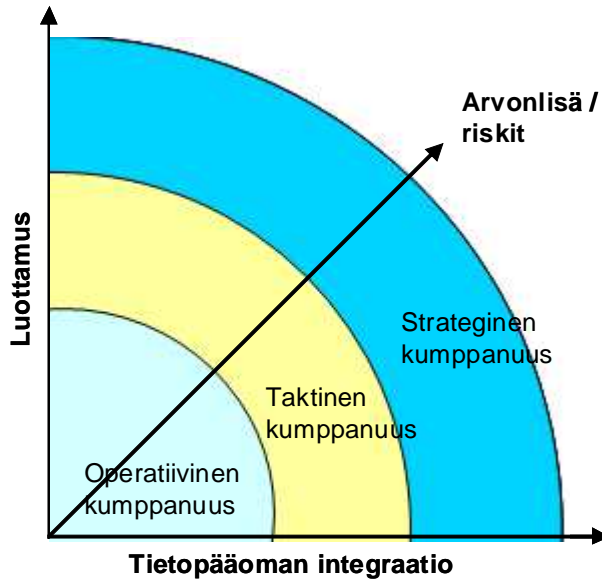 Arvonlisä /
riskit
Luottamus
Strateginen
kumppanuus
Taktinen
kumppanuus
Operatiivinen
kumppanuus
Tietopääoman integraatio